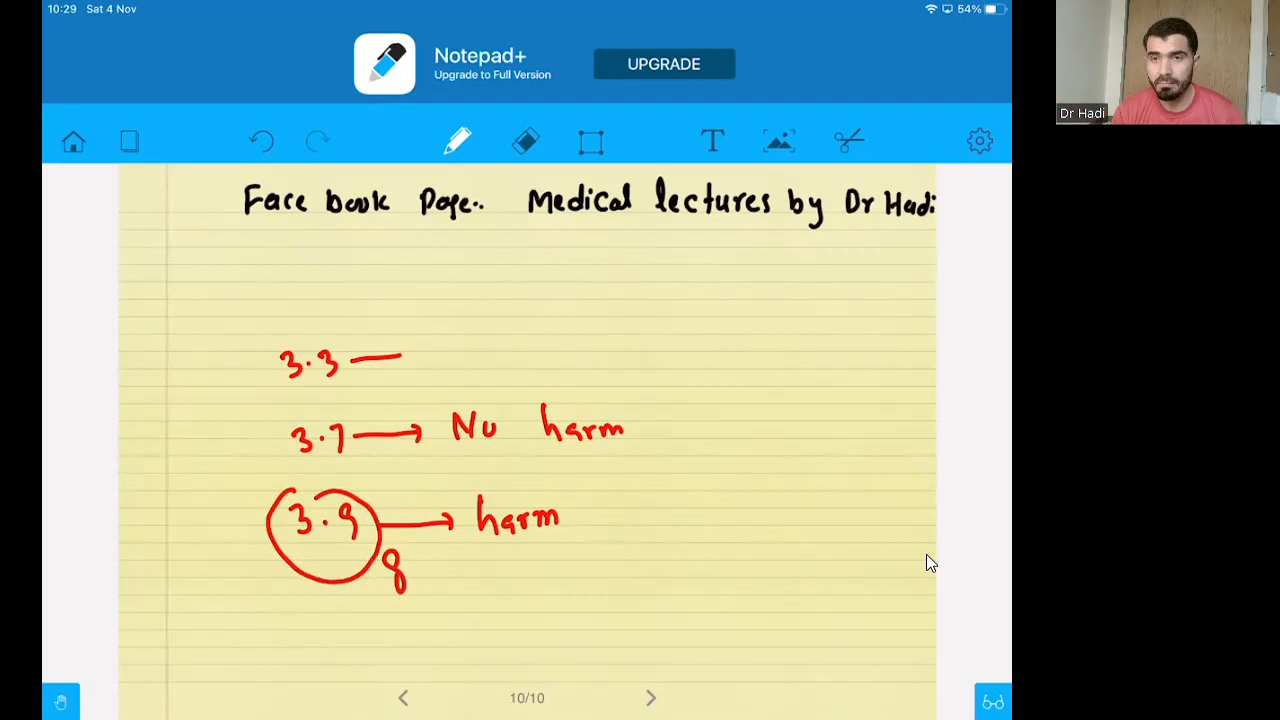 10:29 Sat 4 Nov 54%
Notepad+
Upgrade to Full Version
UPGRADE
T
Dr Hadi
Face book Page.. Medical lectures by Dr Hadi
3.3 —
3.7 → No harm
3.9 → harm
g
10/10